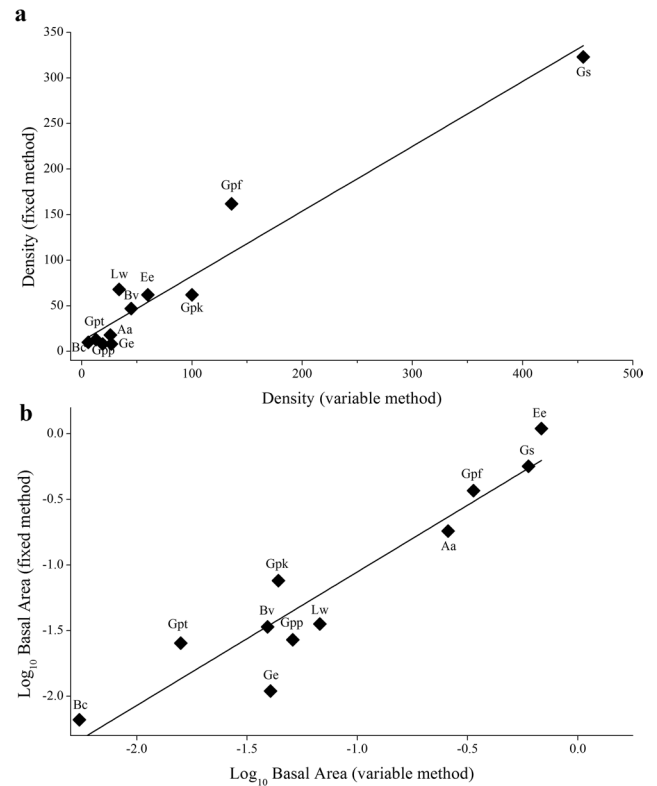 a
350
300
250
200
150
100
50
0
Density (fixed method)
Gs
Gpf
Lw
Ee
Bv
Gpk
Gpt
Aa
Bc
Gpp
Ge
0
100
200
300
400
500
Density (variable method)
b
0.0
-0.5
-1.0
-1.5
-2.0
Log10 Basal Area (fixed method)
Ee
Gs
Gpf
Aa
Gpk
Bv
Lw
Gpt
Gpp
Ge
Bc
-2.0
-1.5
-1.0
-0.5
0.0
Log10 Basal Area (variable method)